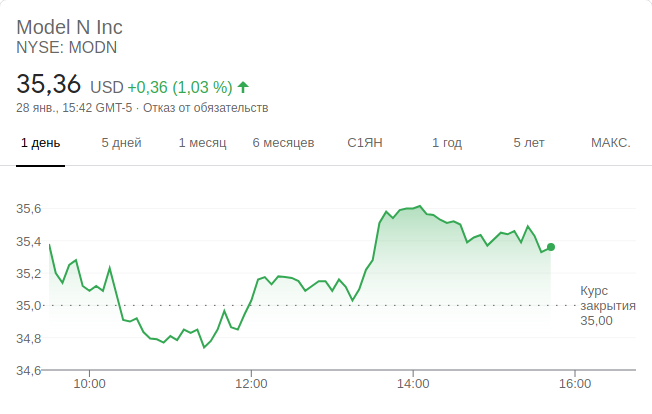 Model N Inc
NYSE: MODN
35,36 USD +0,36 (1,03 %)
28 янв., 15:42 GMT-5 · Отказ от обязательств
1 день 5 дней 1 месяц 6 месяцев С1ЯН 1 год 5 лет МАКС.
35,6
35,4
35,2
35,0
34,8
34,6
Курс
закрытия
35,00
10:00 12:00 14:00 16:00